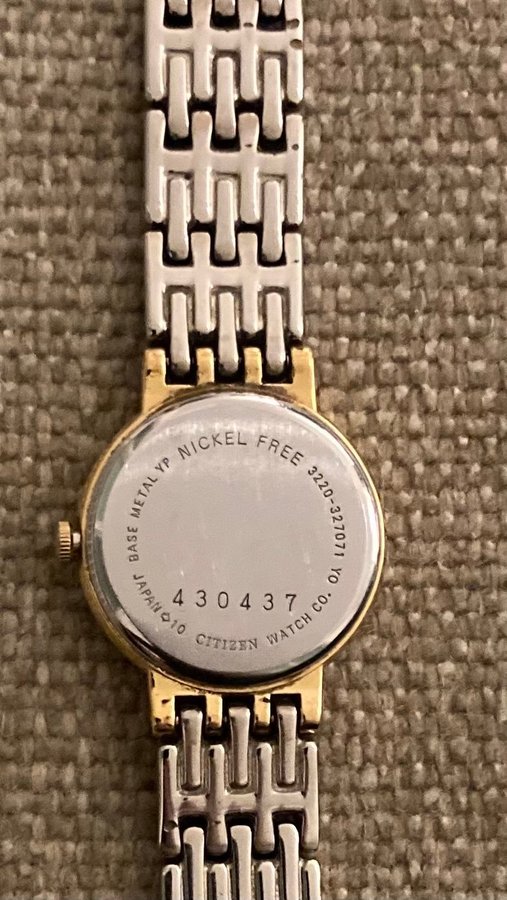 BASE METAL YP NICKEL FREE 3220-327071 YO
430437
JAPAN 10 CITIZEN WATCH CO.